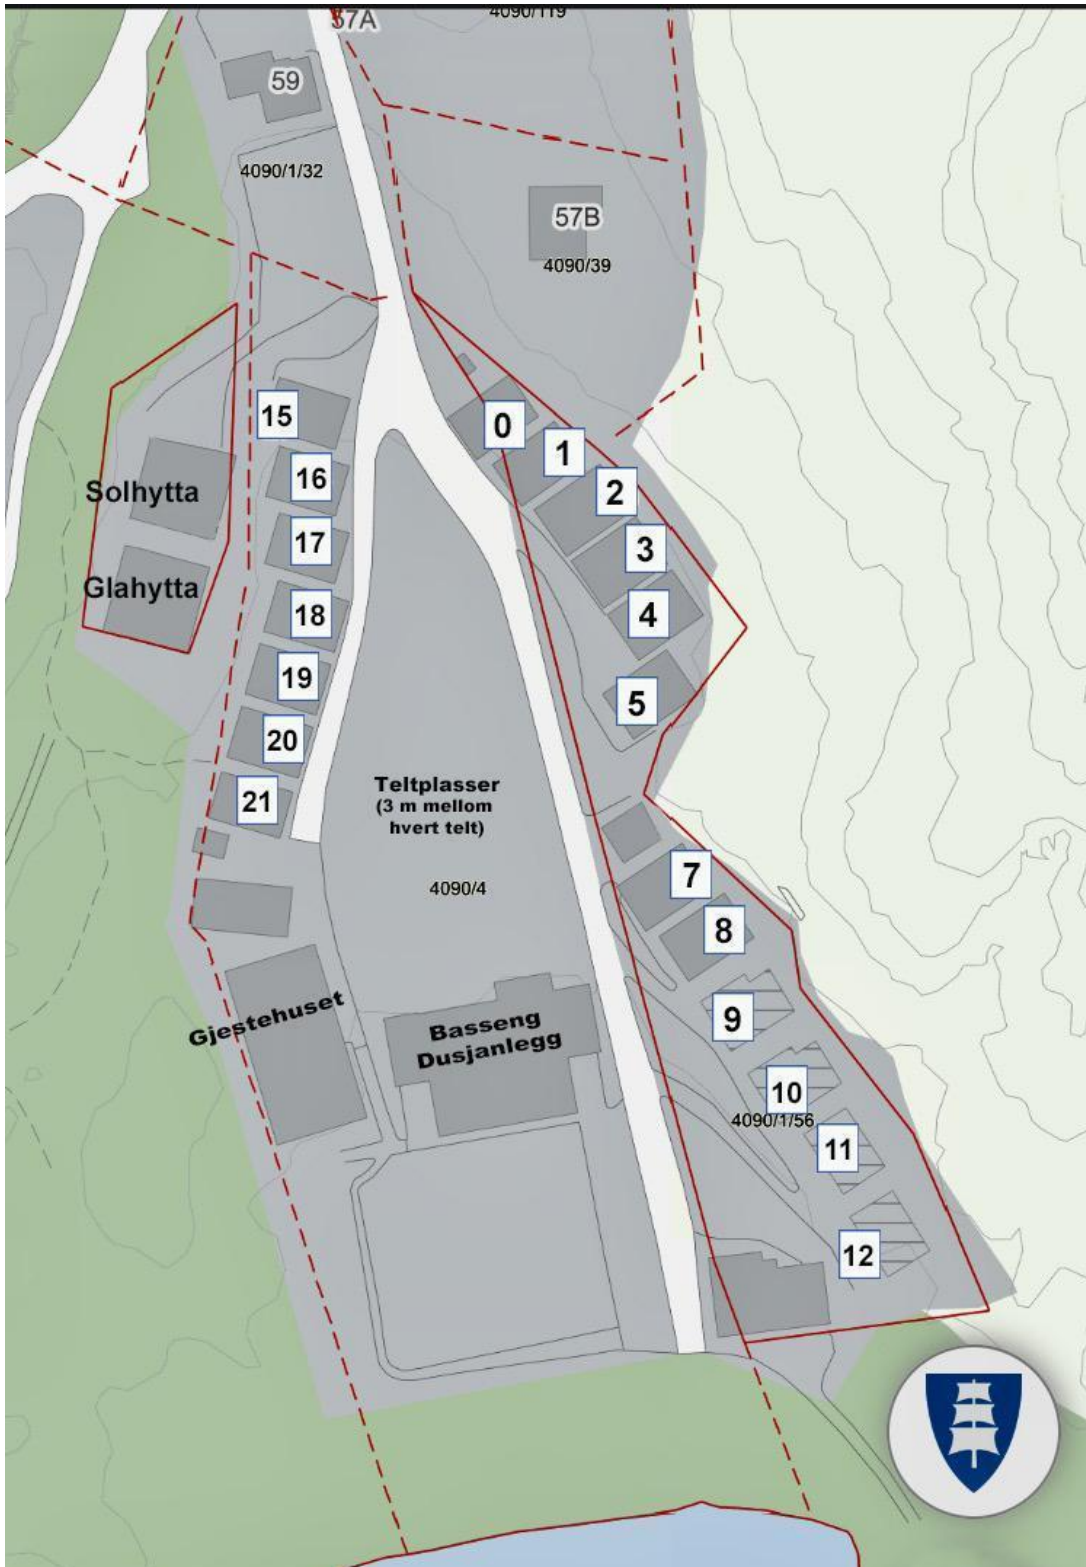 57A
4090/119
59
4090/1/32
57B
4090/39
15
0
1
16
2
Solhytta
17
3
Glahytta
18
4
19
5
20
Teltplasser
(3 m mellom
hvert telt)
21
4090/4
7
8
Gjestehuset
Basseng
Dusjanlegg
9
10
4090/1/56
11
12